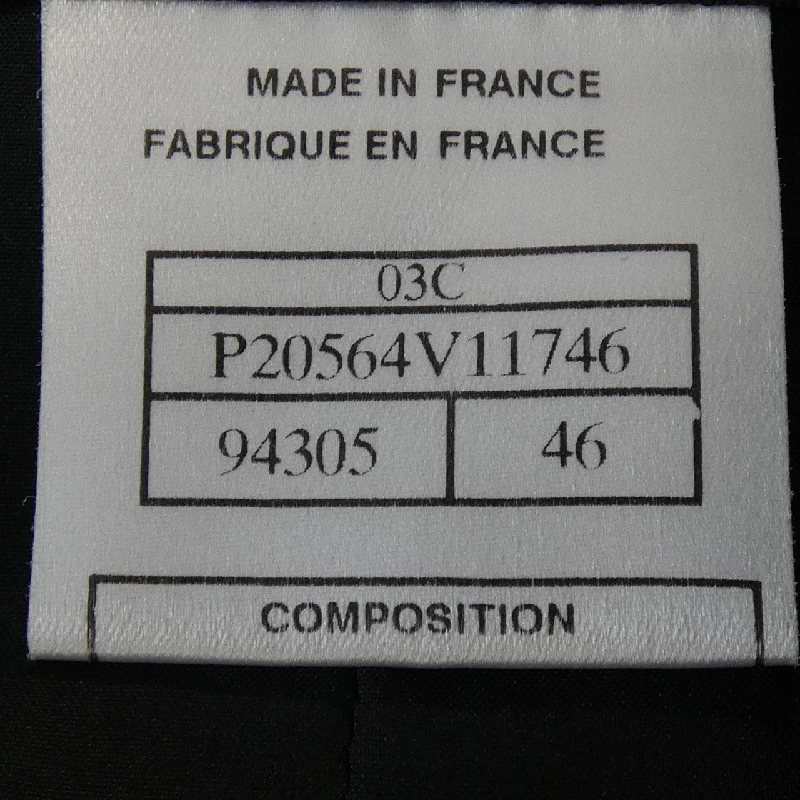 MADE IN FRANCE
FABRIQUE EN FRANCE
03C
P20564V11746
94305 46
COMPOSITION